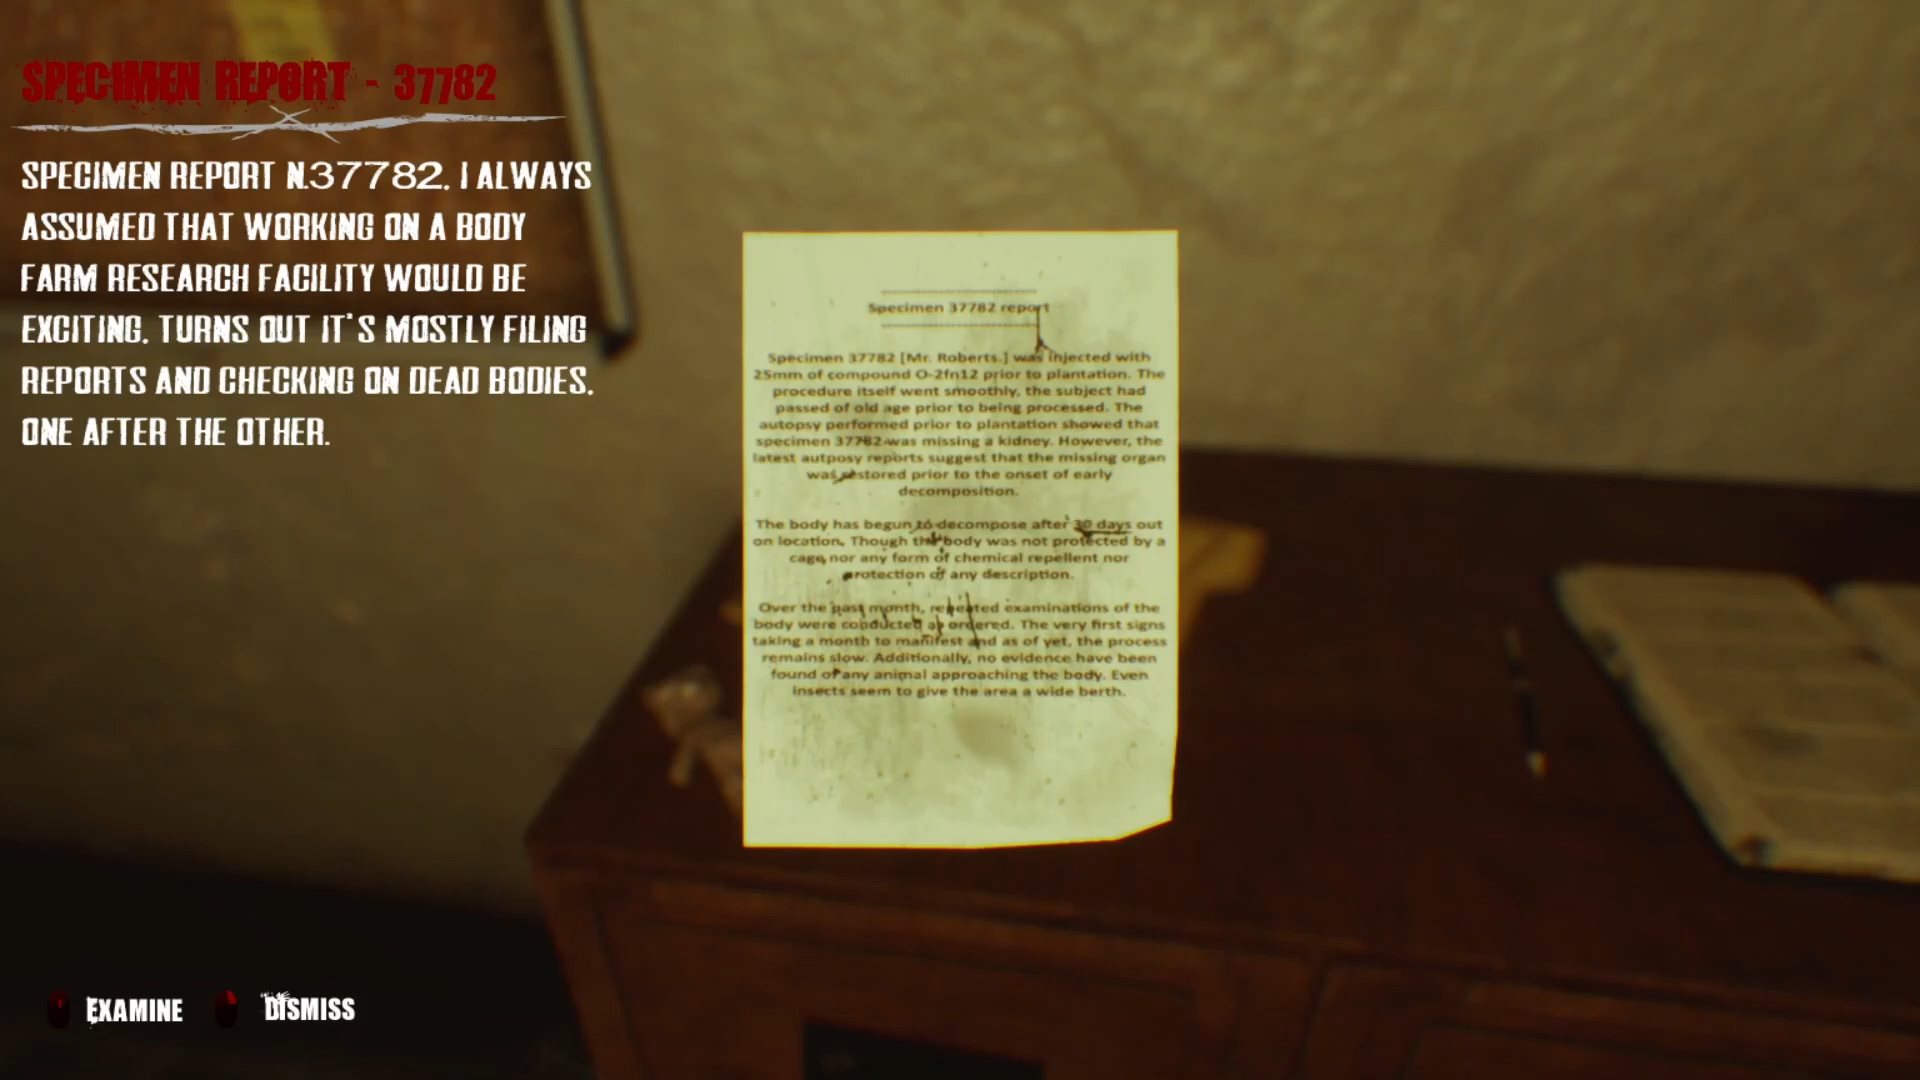 SPECIMEN REPORT - 37782
SPECIMEN REPORT N.37782. I ALWAYS
ASSUMED THAT WORKING ON A BODY
FARM RESEARCH FACILITY WOULD BE
EXCITING. TURNS OUT IT'S MOSTLY FILING
REPORTS AND CHECKING ON DEAD BODIES.
ONE AFTER THE OTHER.
Specimen 37782 report
Specimen 37782 [Mr. Roberts.] was injected with
25mm of compound O-2fn12 prior to plantation. The
procedure itself went smoothly, the subject had
passed of old age prior to being processed. The
autopsy performed prior to plantation showed that
specimen 37782 was missing a kidney. However, the
latest autposy reports suggest that the missing organ
was restored prior to the onset of early
decomposition.
The body has begun to decompose after 30 days out
on location. Though the body was not protected by a
cage nor any form of chemical repellent nor
protection of any description.
Over the past month, repeated examinations of the
body were conducted as ordered. The very first signs
taking a month to manifest and as of yet, the process
remains slow. Additionally, no evidence have been
found of any animal approaching the body. Even
insects seem to give the area a wide berth.
EXAMINE DISMISS